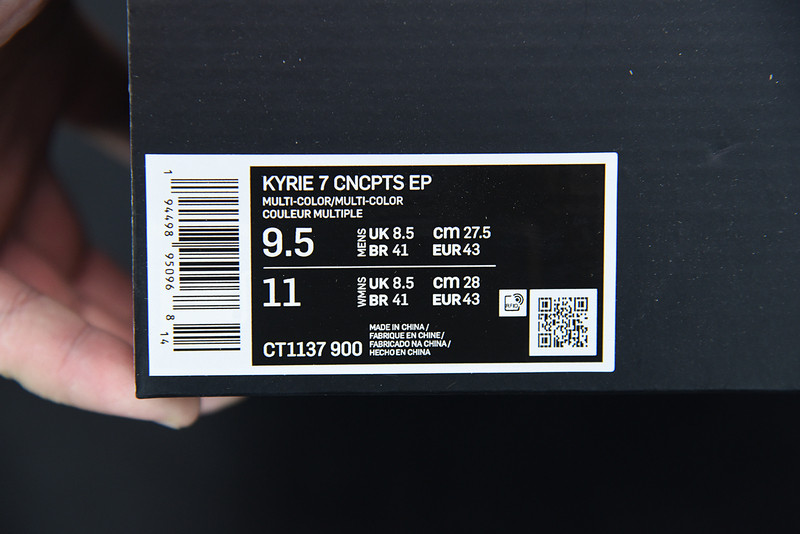 KYRIE 7 CNCPTS EP
MULTI-COLOR/MULTI-COLOR
COULEUR MULTIPLE
9.5 MENS UK 8.5 cm 27.5
BR 41 EUR 43
11 WMNS UK 8.5 cm 28
BR 41 EUR 43
CT1137 900
MADE IN CHINA /
FABRIQUE EN CHINE /
FABRICADO NA CHINA /
HECHO EN CHINA
RFID
1 94498 95096 8 14